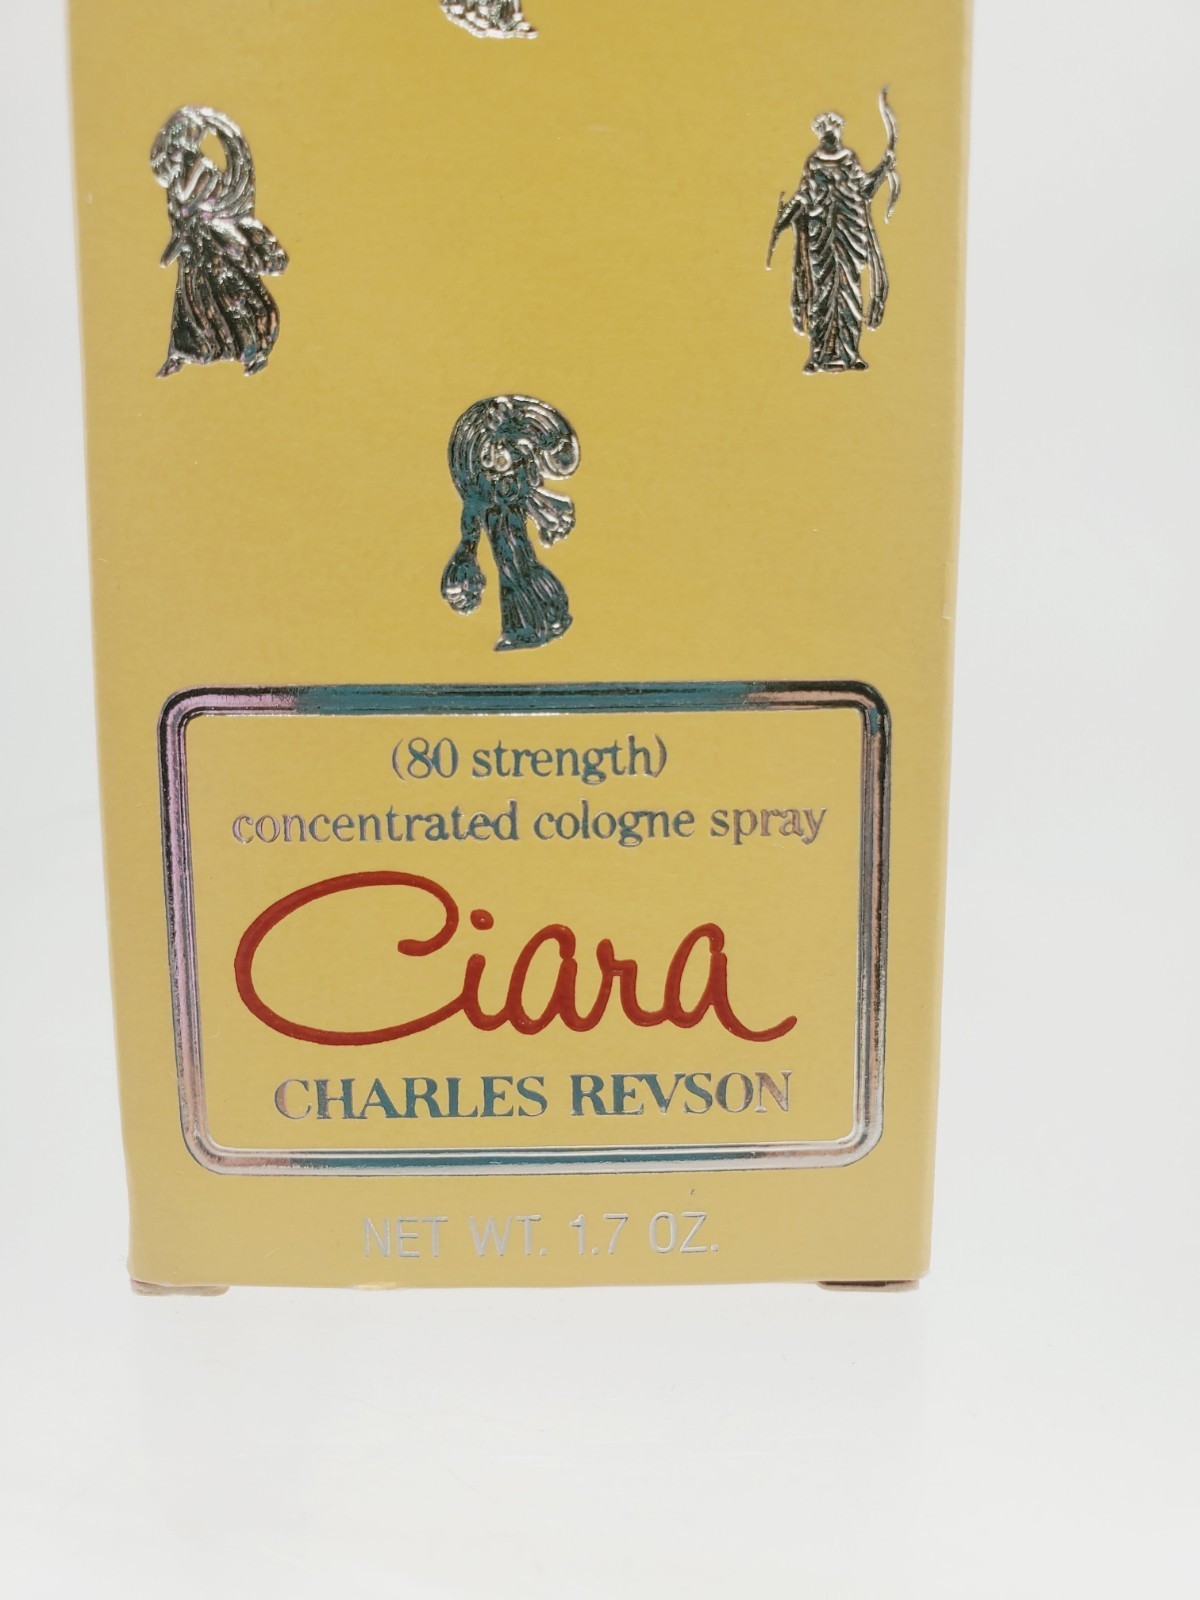 (80 strength)
concentrated cologne spray
Ciara
CHARLES REVSON
NET WT. 1.7 OZ.